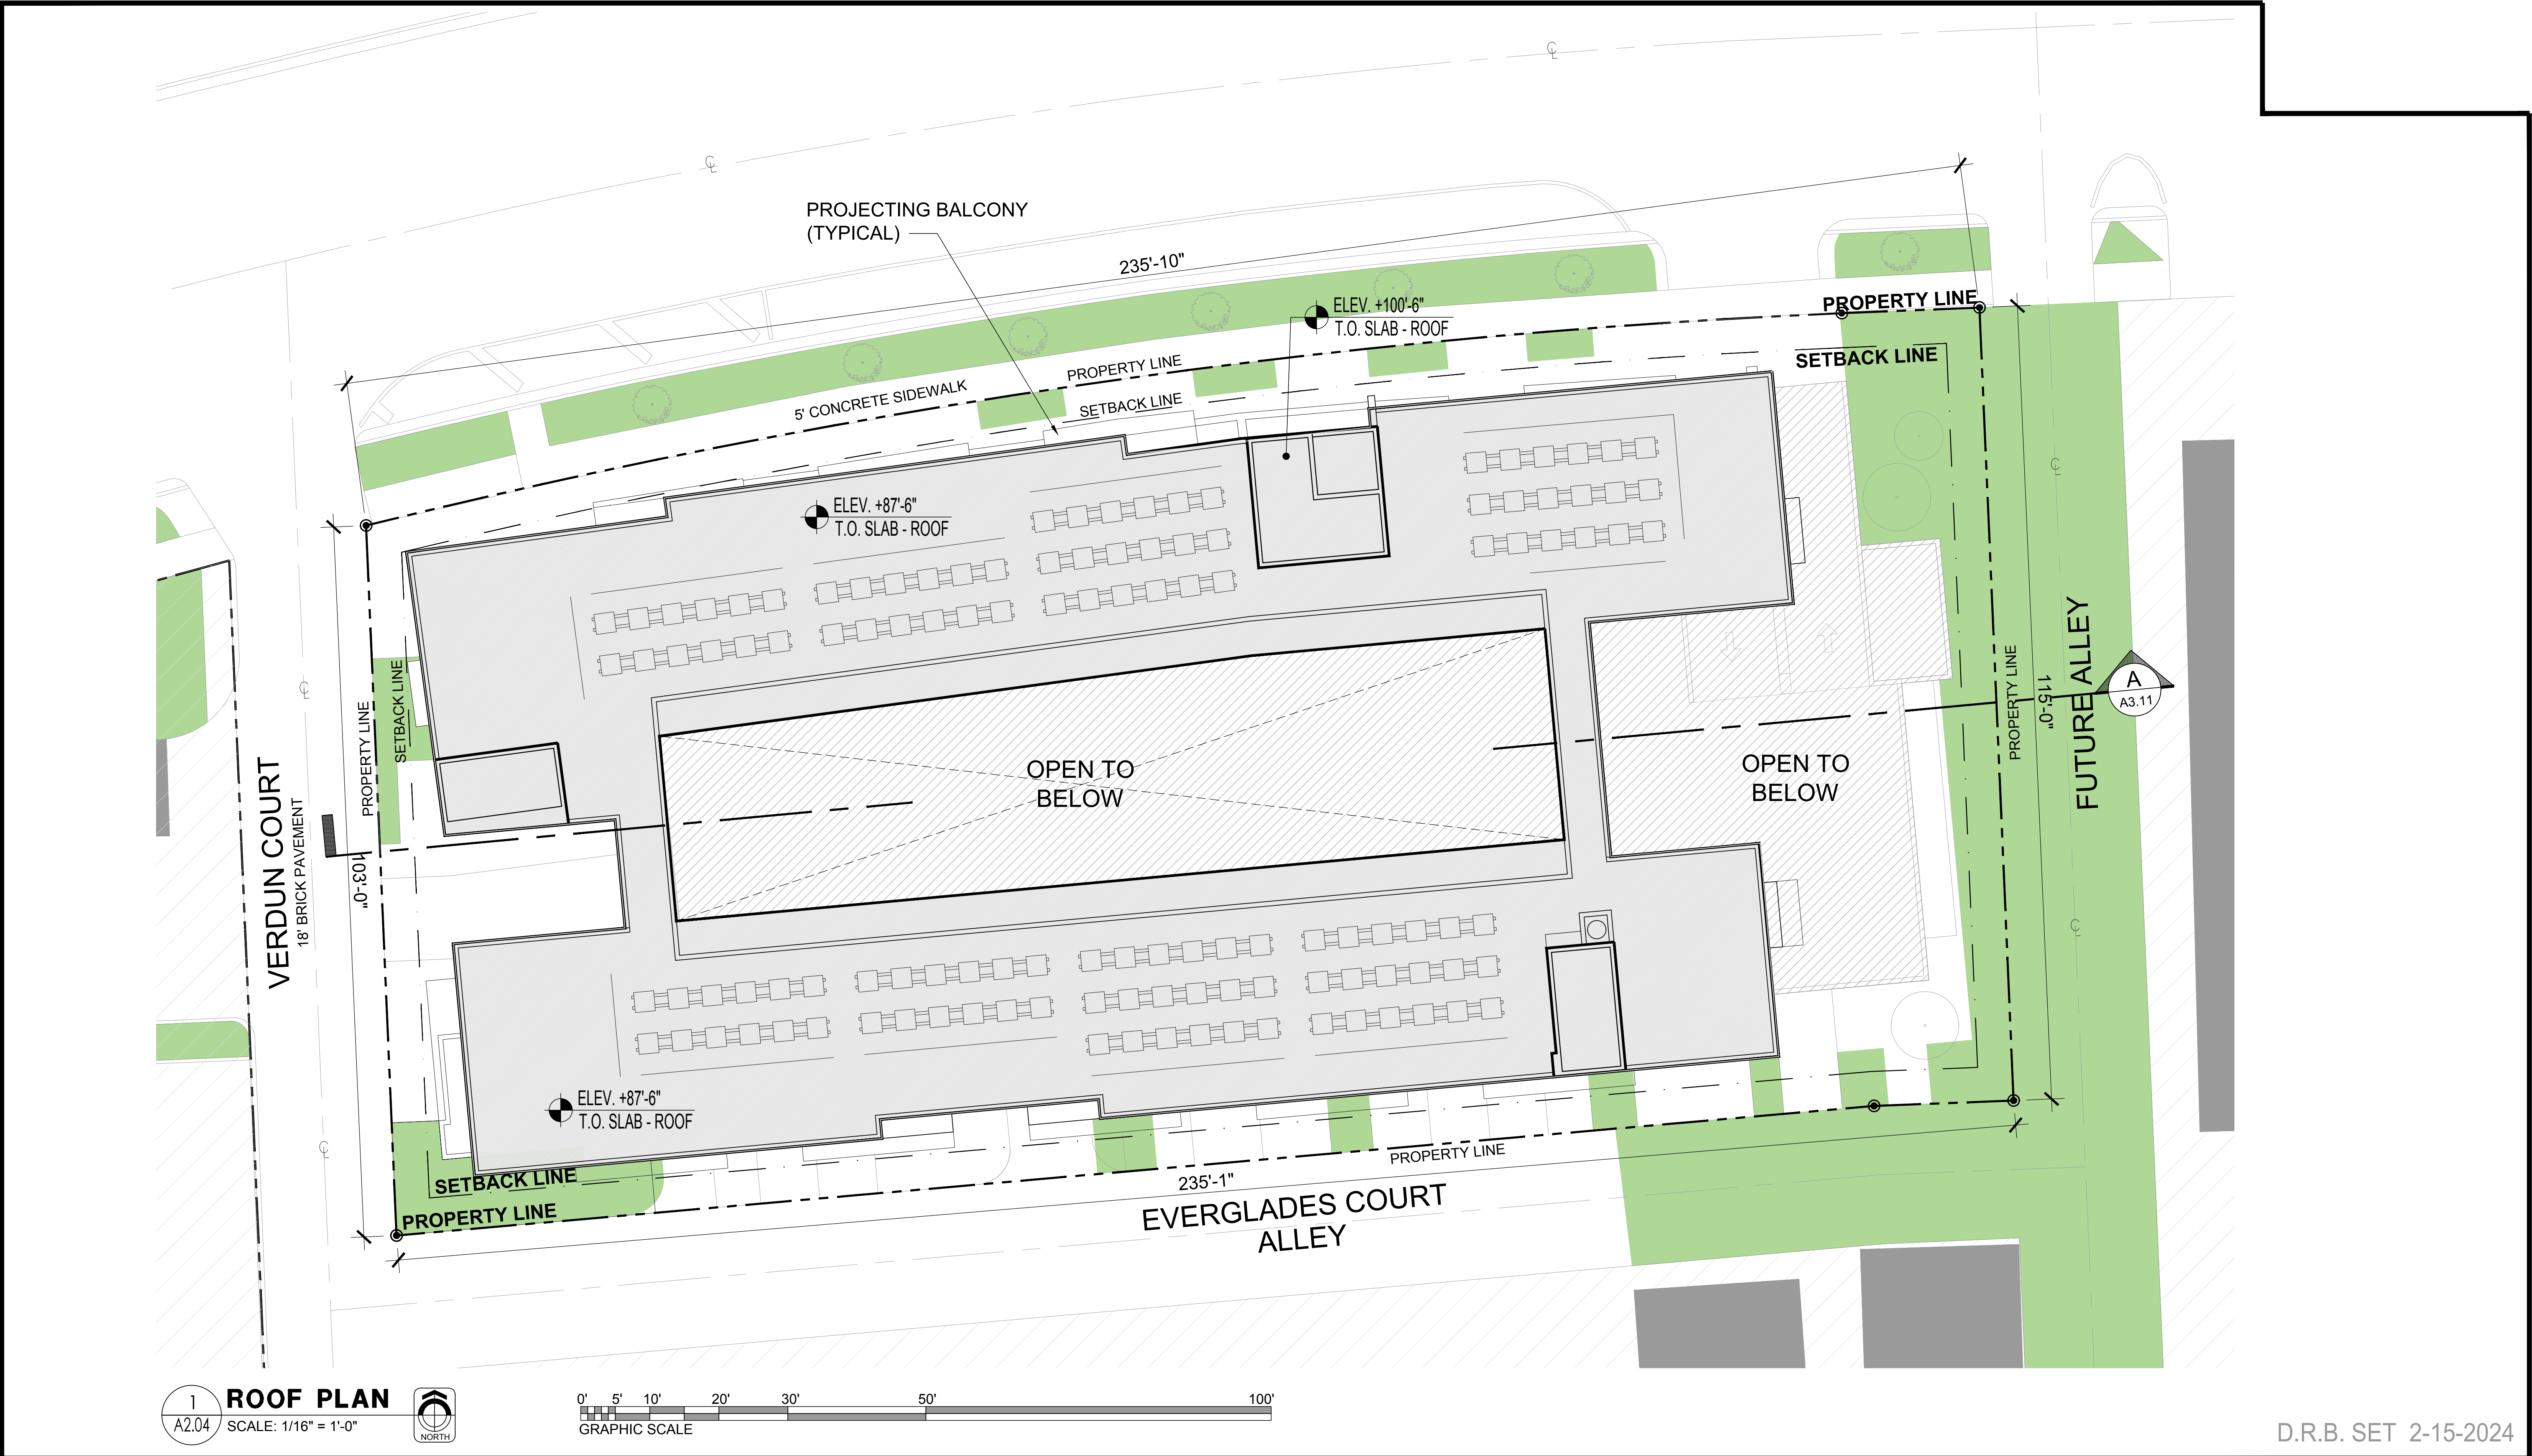 ℄
℄
PROJECTING BALCONY
(TYPICAL)
235'-10"
ELEV. +100'-6"
T.O. SLAB - ROOF
PROPERTY LINE
SETBACK LINE
PROPERTY LINE
5' CONCRETE SIDEWALK
SETBACK LINE
ELEV. +87'-6"
T.O. SLAB - ROOF
℄
℄
PROPERTY LINE
SETBACK LINE
PROPERTY LINE
115'-0"
FUTURE ALLEY
A
A3.11
OPEN TO
BELOW
OPEN TO
BELOW
VERDUN COURT
18' BRICK PAVEMENT
103'-0"
℄
℄
ELEV. +87'-6"
T.O. SLAB - ROOF
SETBACK LINE
PROPERTY LINE
PROPERTY LINE
235'-1"
EVERGLADES COURT
ALLEY
1
A2.04
ROOF PLAN
SCALE: 1/16" = 1'-0"
NORTH
0' 5' 10' 20' 30' 50' 100'
GRAPHIC SCALE
D.R.B. SET 2-15-2024